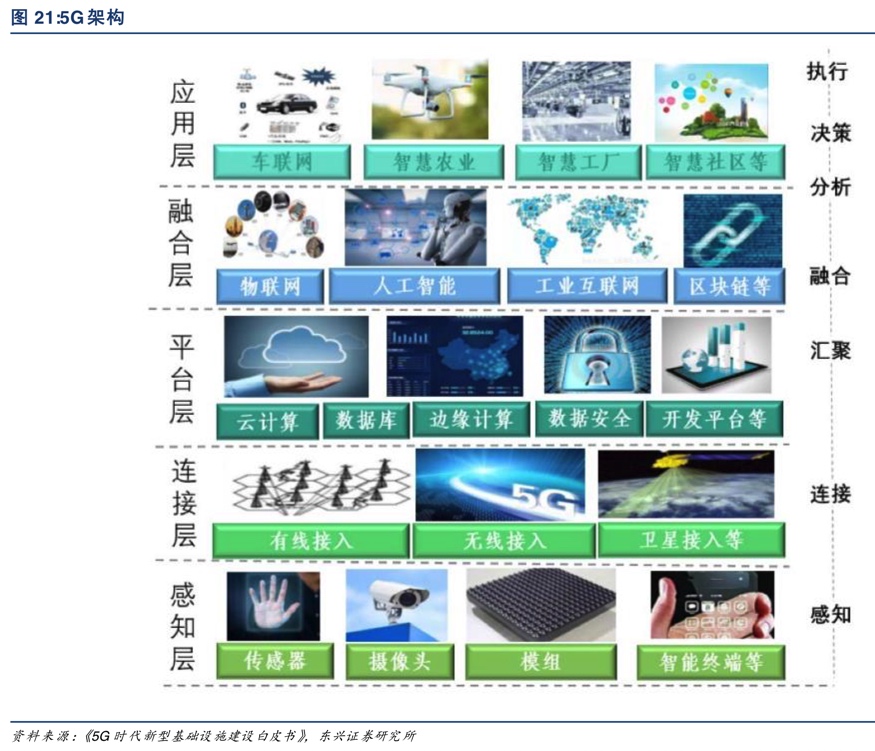 图 21:5G架构
执行
应用层
决策
车联网 智慧农业 智慧工厂 智慧社区等
分析
融合层
物联网 人工智能 工业互联网 区块链等
融合
平台层
汇聚
云计算 数据库 边缘计算 数据安全 开发平台等
连接层
5G
连接
有线接入 无线接入 卫星接入等
感知层
感知
传感器 摄像头 模组 智能终端等
资料来源:《5G 时代新型基础设施建设白皮书》,东兴证券研究所